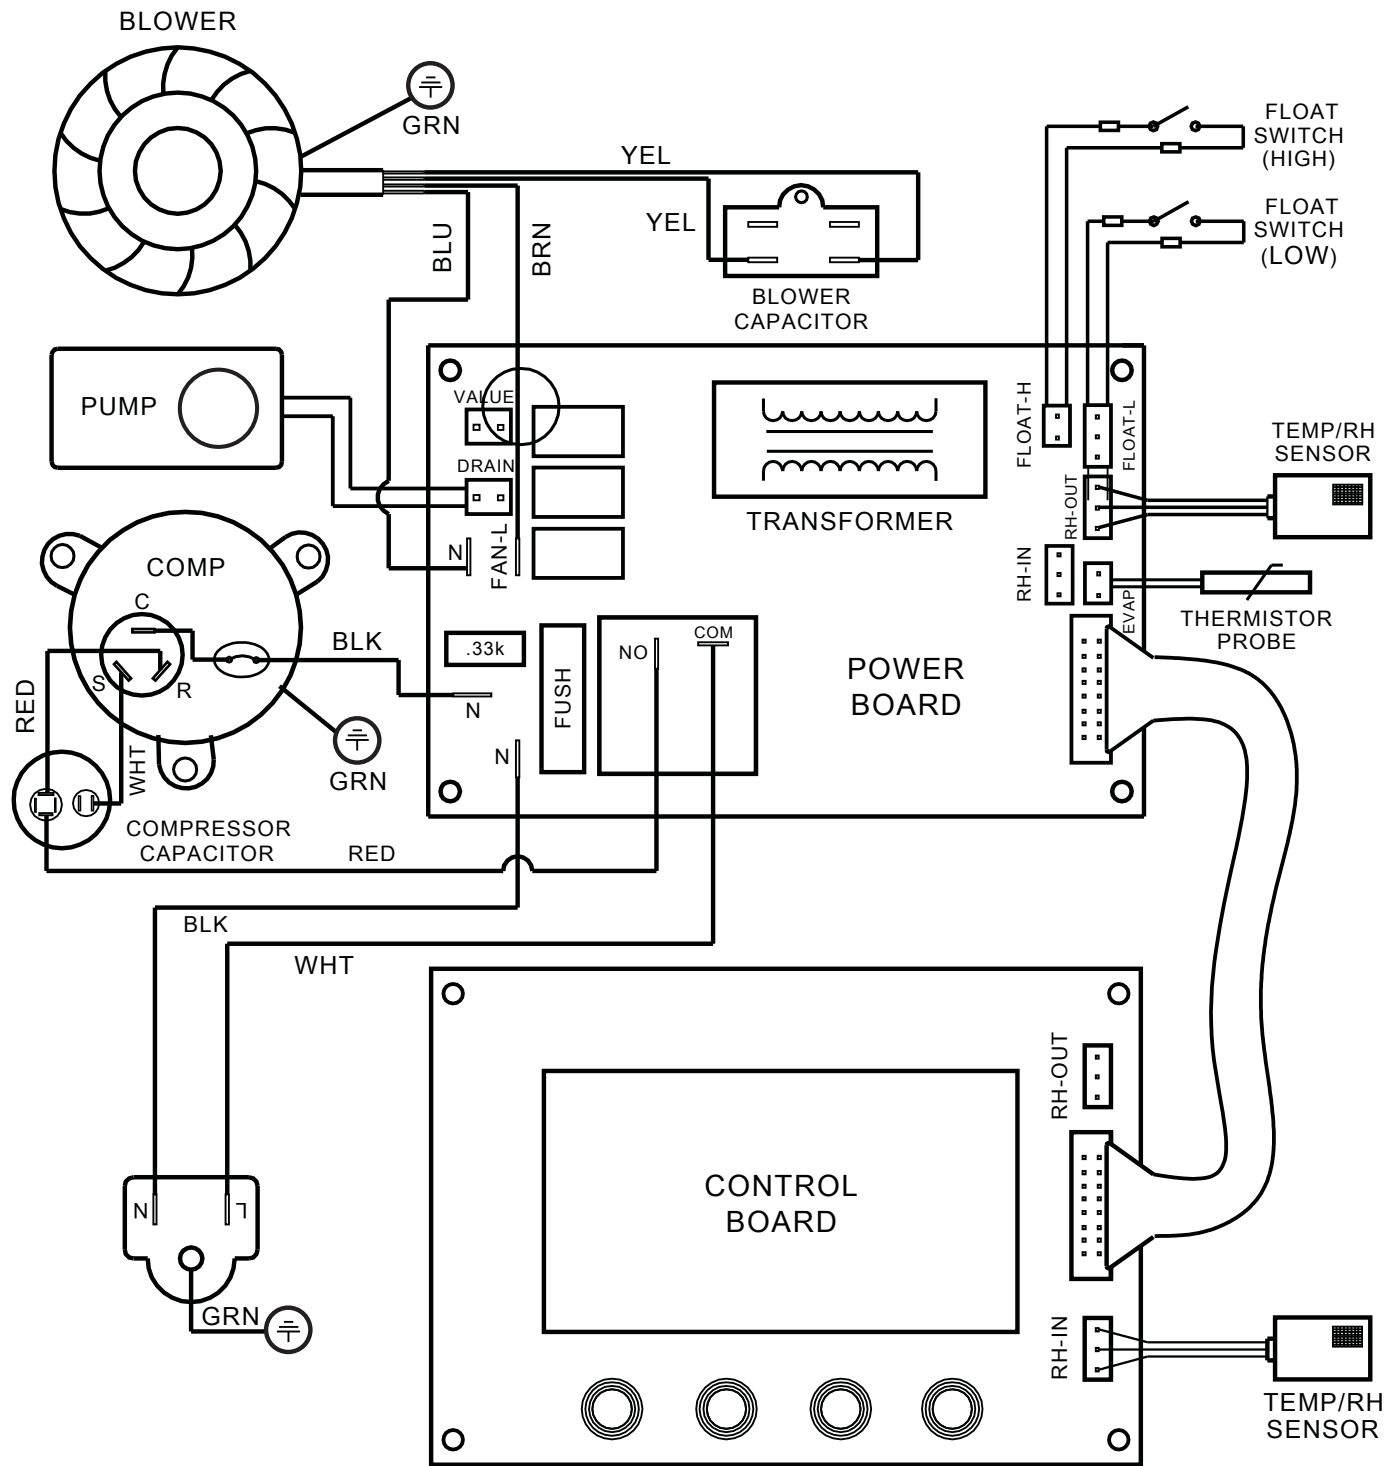 BLOWER
GRN
YEL
YEL
BLU
BRN
BLOWER
CAPACITOR
FLOAT
SWITCH
(HIGH)
FLOAT
SWITCH
(LOW)
PUMP
VALUE
DRAIN
N
FAN-L
TRANSFORMER
FLOAT-H
FLOAT-L
RH-OUT
RH-IN
EVAP
TEMP/RH
SENSOR
THERMISTOR
PROBE
COMP
C
S
R
BLK
RED
WHT
GRN
COMPRESSOR
CAPACITOR
RED
.33k
FUSH
N
N
NO
COM
POWER
BOARD
BLK
WHT
N
L
GRN
CONTROL
BOARD
RH-OUT
RH-IN
TEMP/RH
SENSOR